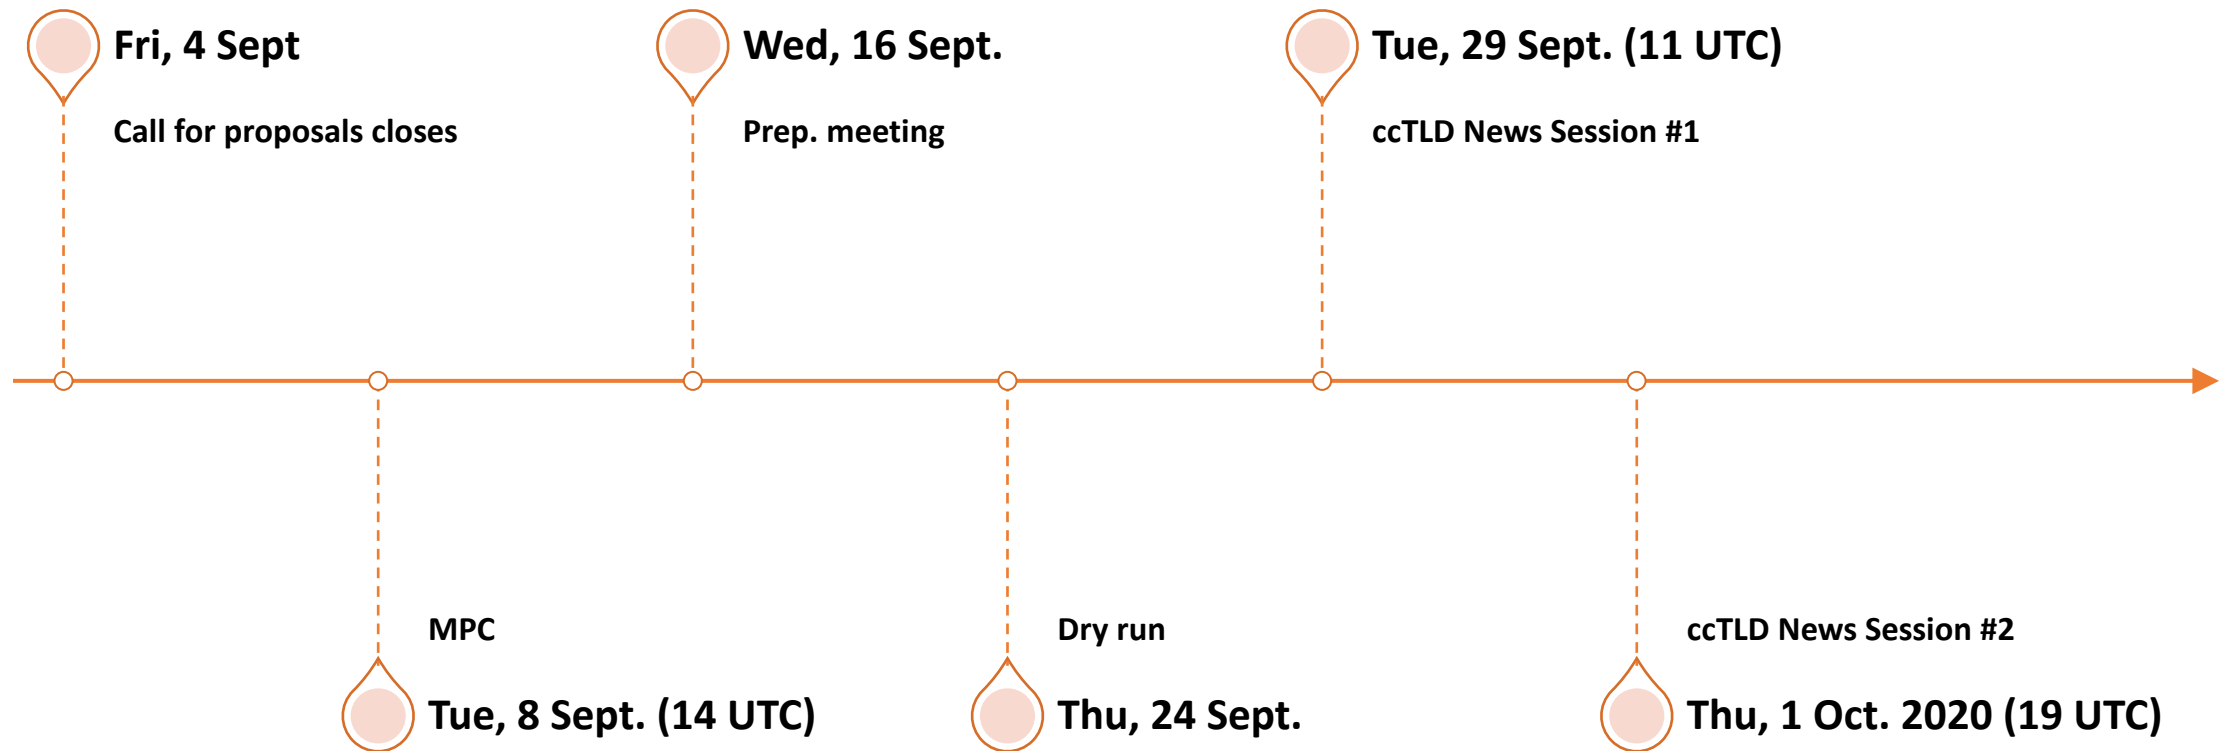 Fri, 4 Sept
Call for proposals closes
Wed, 16 Sept.
Prep. meeting
Tue, 29 Sept. (11 UTC)
ccTLD News Session #1
MPC
Tue, 8 Sept. (14 UTC)
Dry run
Thu, 24 Sept.
ccTLD News Session #2
Thu, 1 Oct. 2020 (19 UTC)